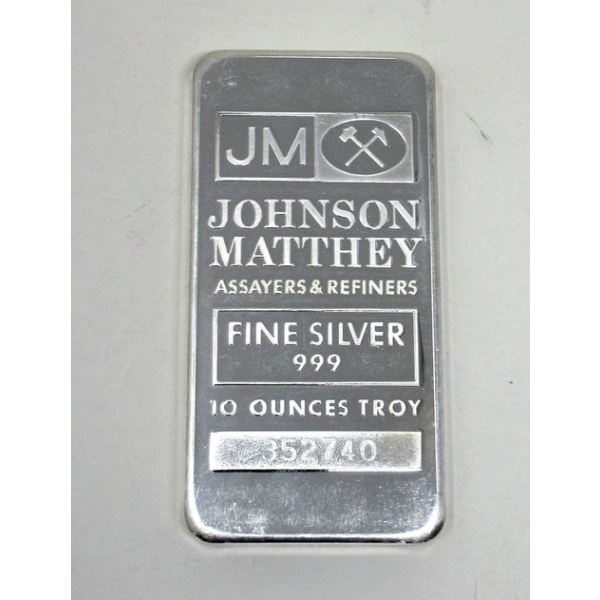 JM
JOHNSON
MATTHEY
ASSAYERS & REFINERS
FINE SILVER
999
10 OUNCES TROY
352740